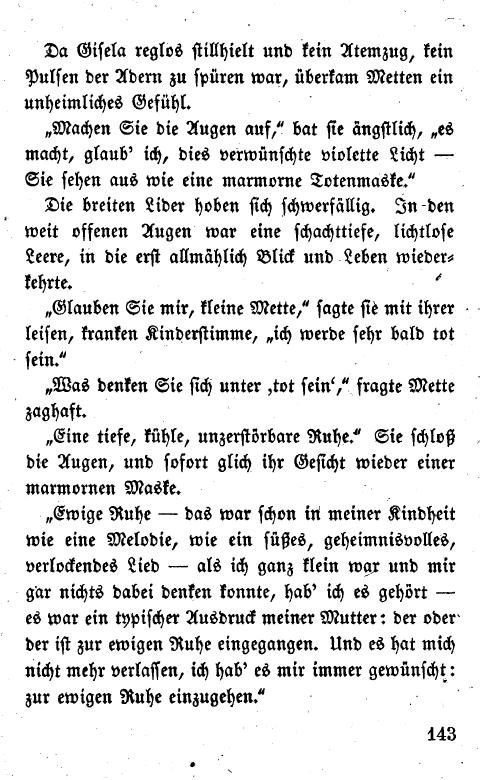 Da Gisela reglos stillhielt und kein Atemzug, kein
Pulsen der Adern zu spüren war, überkam Metten ein
unheimliches Gefühl.
„Machen Sie die Augen auf,“ bat sie ängstlich, „es
macht, glaub’ ich, dies verwünschte violette Licht —
Sie sehen aus wie eine marmorne Totenmaske.“
Die breiten Lider hoben sich schwerfällig. In den
weit offenen Augen war eine schachttiefe, lichtlose
Leere, in die erst allmählich Blick und Leben wieder-
kehrte.
„Glauben Sie mir, kleine Mette,“ sagte sie mit ihrer
leisen, kranken Kinderstimme, „ich werde sehr bald tot
sein.“
„Was denken Sie sich unter ‚tot sein‘,“ fragte Mette
zaghaft.
„Eine tiefe, kühle, unzerstörbare Ruhe.“ Sie schloß
die Augen, und sofort glich ihr Gesicht wieder einer
marmornen Maske.
„Ewige Ruhe — das war schon in meiner Kindheit
wie eine Melodie, wie ein süßes, geheimnisvolles,
verlockendes Lied — als ich ganz klein war und mir
gar nichts dabei denken konnte, hab’ ich es gehört —
es war ein typischer Ausdruck meiner Mutter: der oder
der ist zur ewigen Ruhe eingegangen. Und es hat mich
nicht mehr verlassen, ich hab’ es mir immer gewünscht:
zur ewigen Ruhe einzugehen.“
143